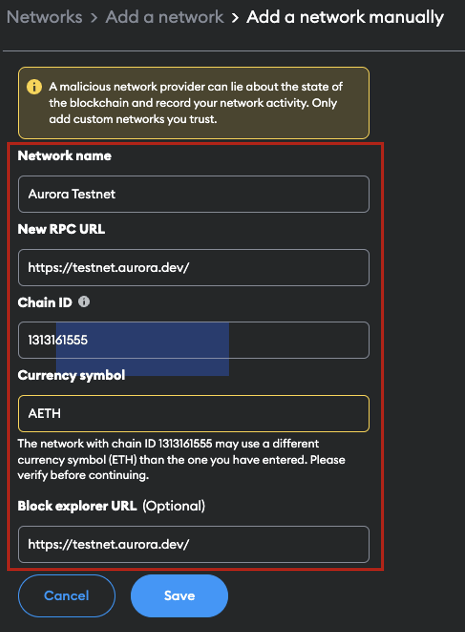 Networks > Add a network > Add a network manually
A malicious network provider can lie about the state of
the blockchain and record your network activity. Only
add custom networks you trust.
Network name
Aurora Testnet
New RPC URL
https://testnet.aurora.dev/
Chain ID
1313161555
Currency symbol
AETH
The network with chain ID 1313161555 may use a different
currency symbol (ETH) than the one you have entered. Please
verify before continuing.
Block explorer URL (Optional)
https://testnet.aurora.dev/
Cancel Save